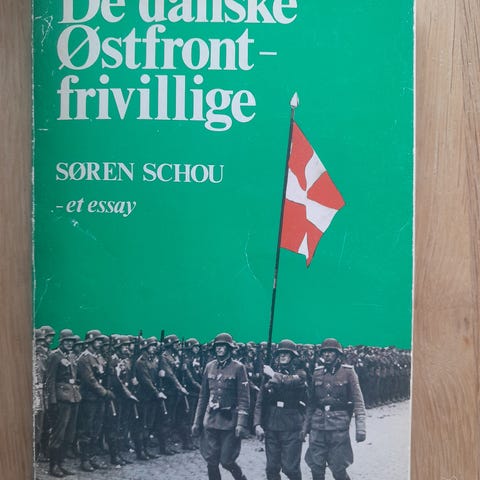 De danske
Østfront-
frivillige
SØREN SCHOU
- et essay